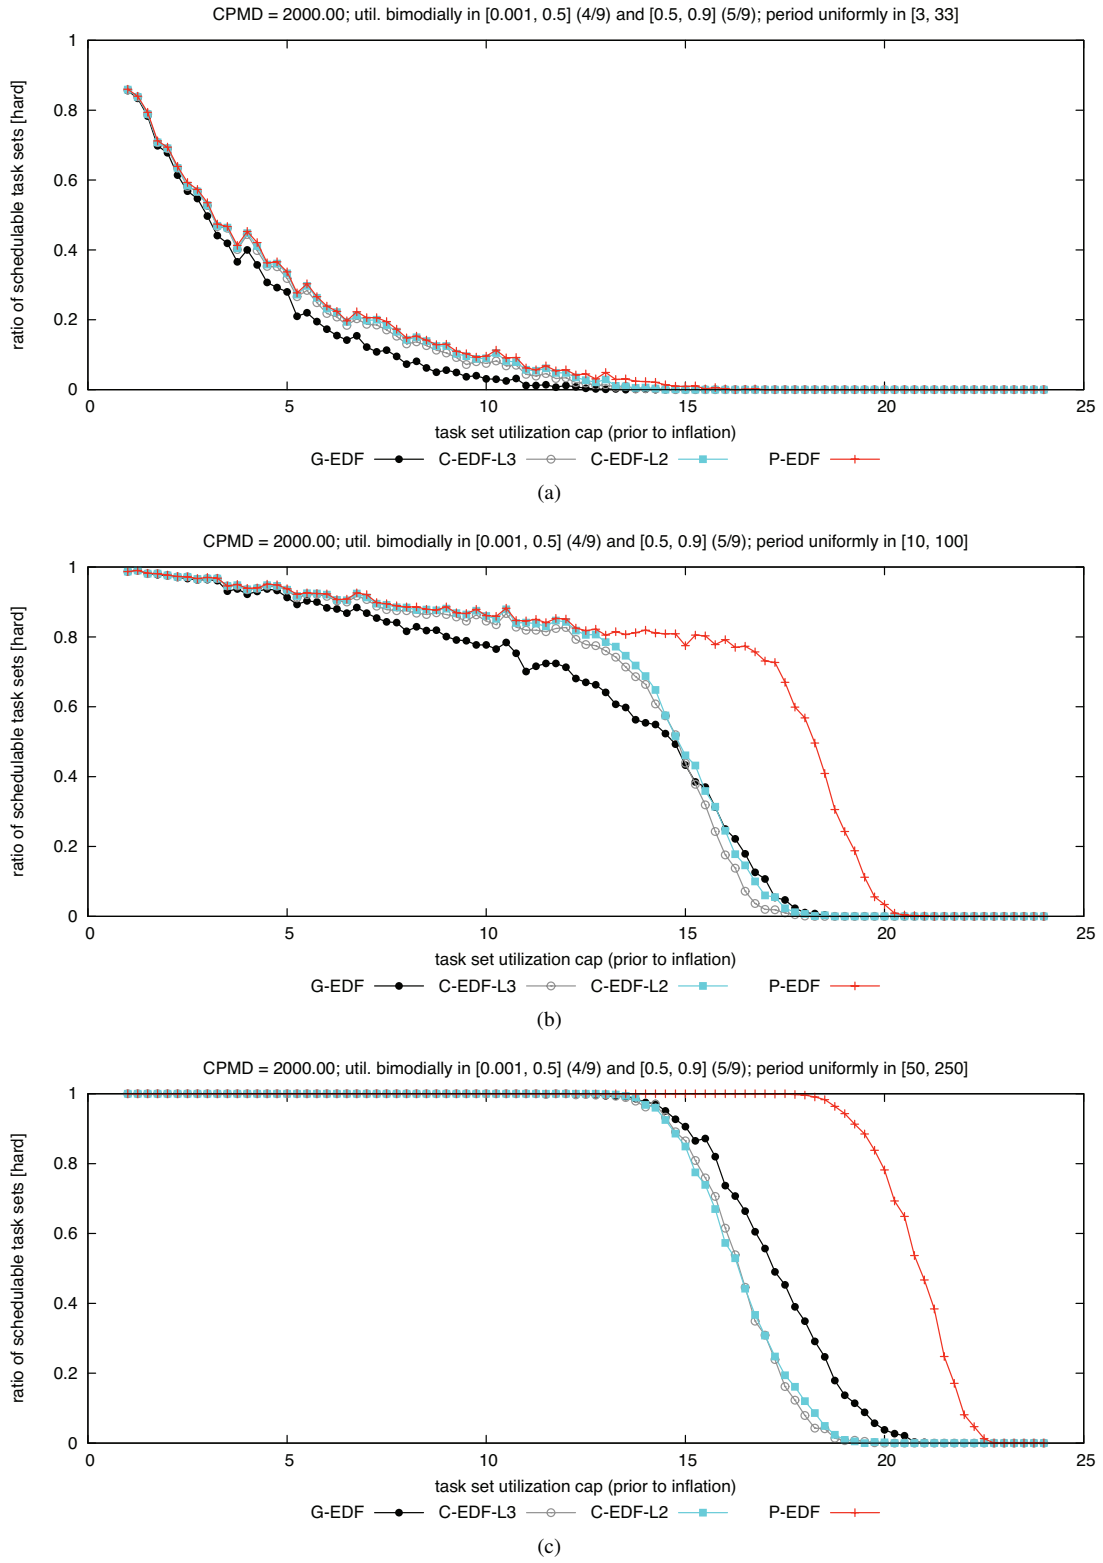 CPMD = 2000.00; util. bimodially in [0.001, 0.5] (4/9) and [0.5, 0.9] (5/9); period uniformly in [3, 33]
ratio of schedulable task sets [hard]
1
0.8
0.6
0.4
0.2
0
0 5 10 15 20 25
task set utilization cap (prior to inflation)
G-EDF C-EDF-L3 C-EDF-L2 P-EDF
(a)
CPMD = 2000.00; util. bimodially in [0.001, 0.5] (4/9) and [0.5, 0.9] (5/9); period uniformly in [10, 100]
ratio of schedulable task sets [hard]
1
0.8
0.6
0.4
0.2
0
0 5 10 15 20 25
task set utilization cap (prior to inflation)
G-EDF C-EDF-L3 C-EDF-L2 P-EDF
(b)
CPMD = 2000.00; util. bimodially in [0.001, 0.5] (4/9) and [0.5, 0.9] (5/9); period uniformly in [50, 250]
ratio of schedulable task sets [hard]
1
0.8
0.6
0.4
0.2
0
0 5 10 15 20 25
task set utilization cap (prior to inflation)
G-EDF C-EDF-L3 C-EDF-L2 P-EDF
(c)